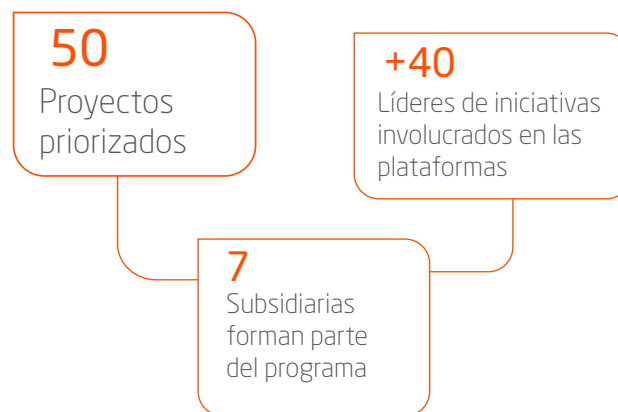 50
Proyectos
priorizados
+40
Líderes de iniciativas
involucrados en las
plataformas
7
Subsidiarias
forman parte
del programa